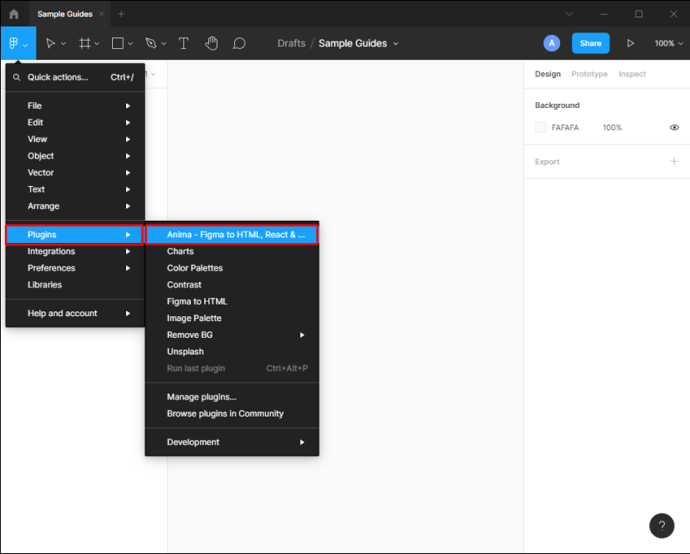 Sample Guides
Drafts / Sample Guides
A
Share
100%
Quick actions... Ctrl+/
File
Edit
View
Object
Vector
Text
Arrange
Plugins
Integrations
Preferences
Libraries
Help and account
Anima - Figma to HTML, React & ...
Charts
Color Palettes
Contrast
Figma to HTML
Image Palette
Remove BG
Unsplash
Run last plugin Ctrl+Alt+P
Manage plugins...
Browse plugins in Community
Development
Design Prototype Inspect
Background
FAFAFA 100%
Export
?